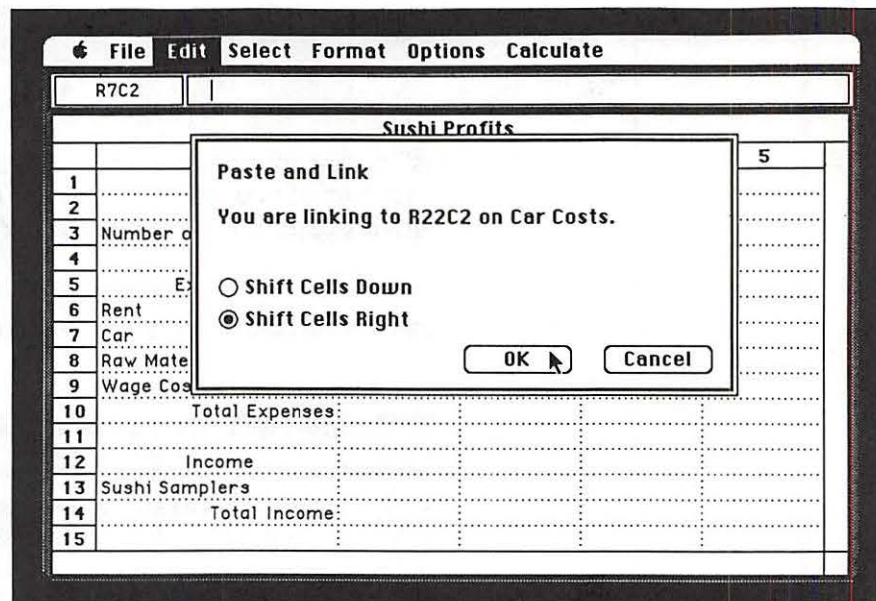 File Edit Select Format Options Calculate
R7C2
Sushi Profits
5
Paste and Link
You are linking to R22C2 on Car Costs.
Shift Cells Down
Shift Cells Right
OK Cancel
1
2
3 Number
4
5
6 Rent
7 Car
8 Raw Mate
9 Wage Cos
10 Total Expenses
11
12 Income
13 Sushi Samplers
14 Total Income
15